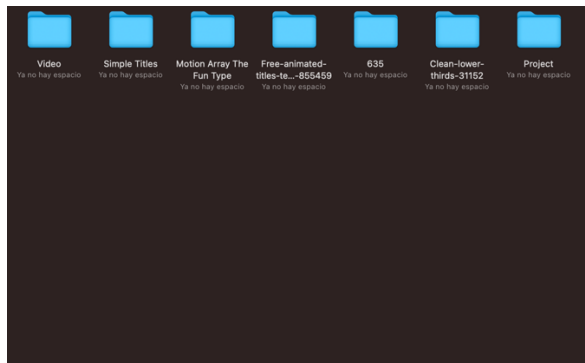 Video
Ya no hay espacio
Simple Titles
Ya no hay espacio
Motion Array The
Fun Type
Ya no hay espacio
Free-animated-
titles-te...-855459
Ya no hay espacio
635
Ya no hay espacio
Clean-lower-
thirds-31152
Ya no hay espacio
Project
Ya no hay espacio